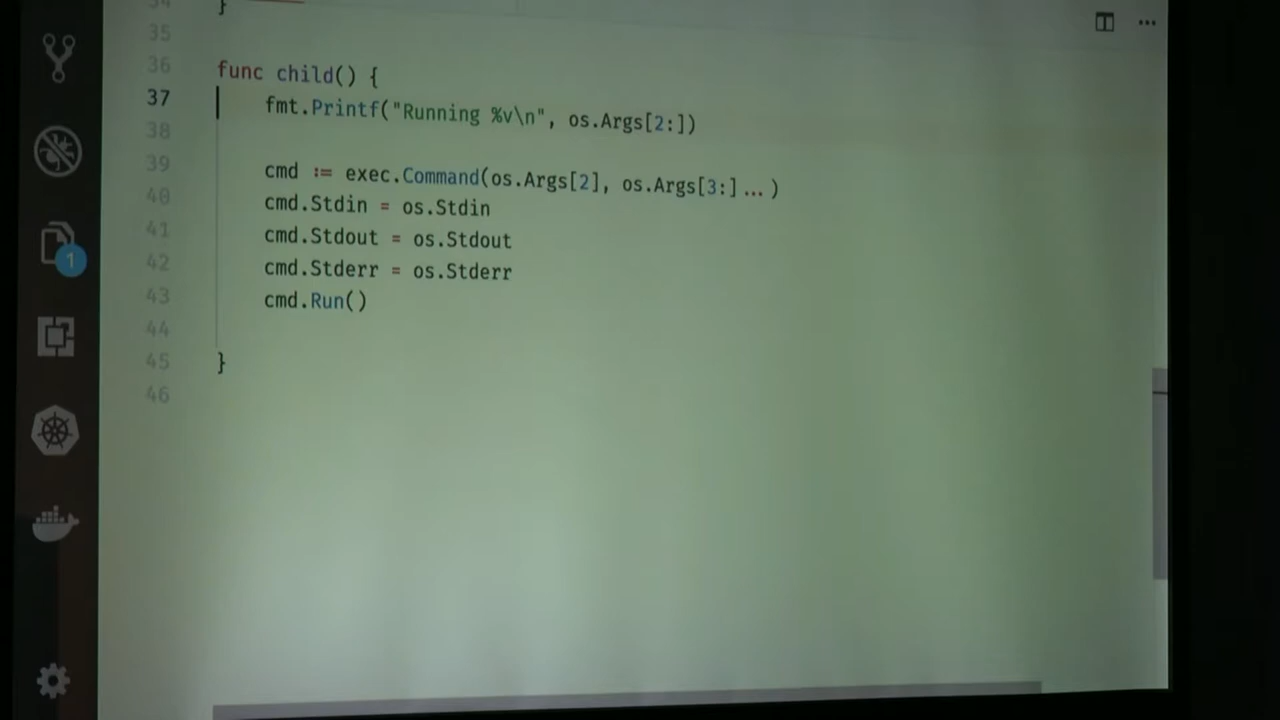 34 }
35
36 func child() {
37 fmt.Printf("Running %v\n", os.Args[2:])
38
39 cmd := exec.Command(os.Args[2], os.Args[3:]...)
40 cmd.Stdin = os.Stdin
41 cmd.Stdout = os.Stdout
42 cmd.Stderr = os.Stderr
43 cmd.Run()
44
45 }
46
1